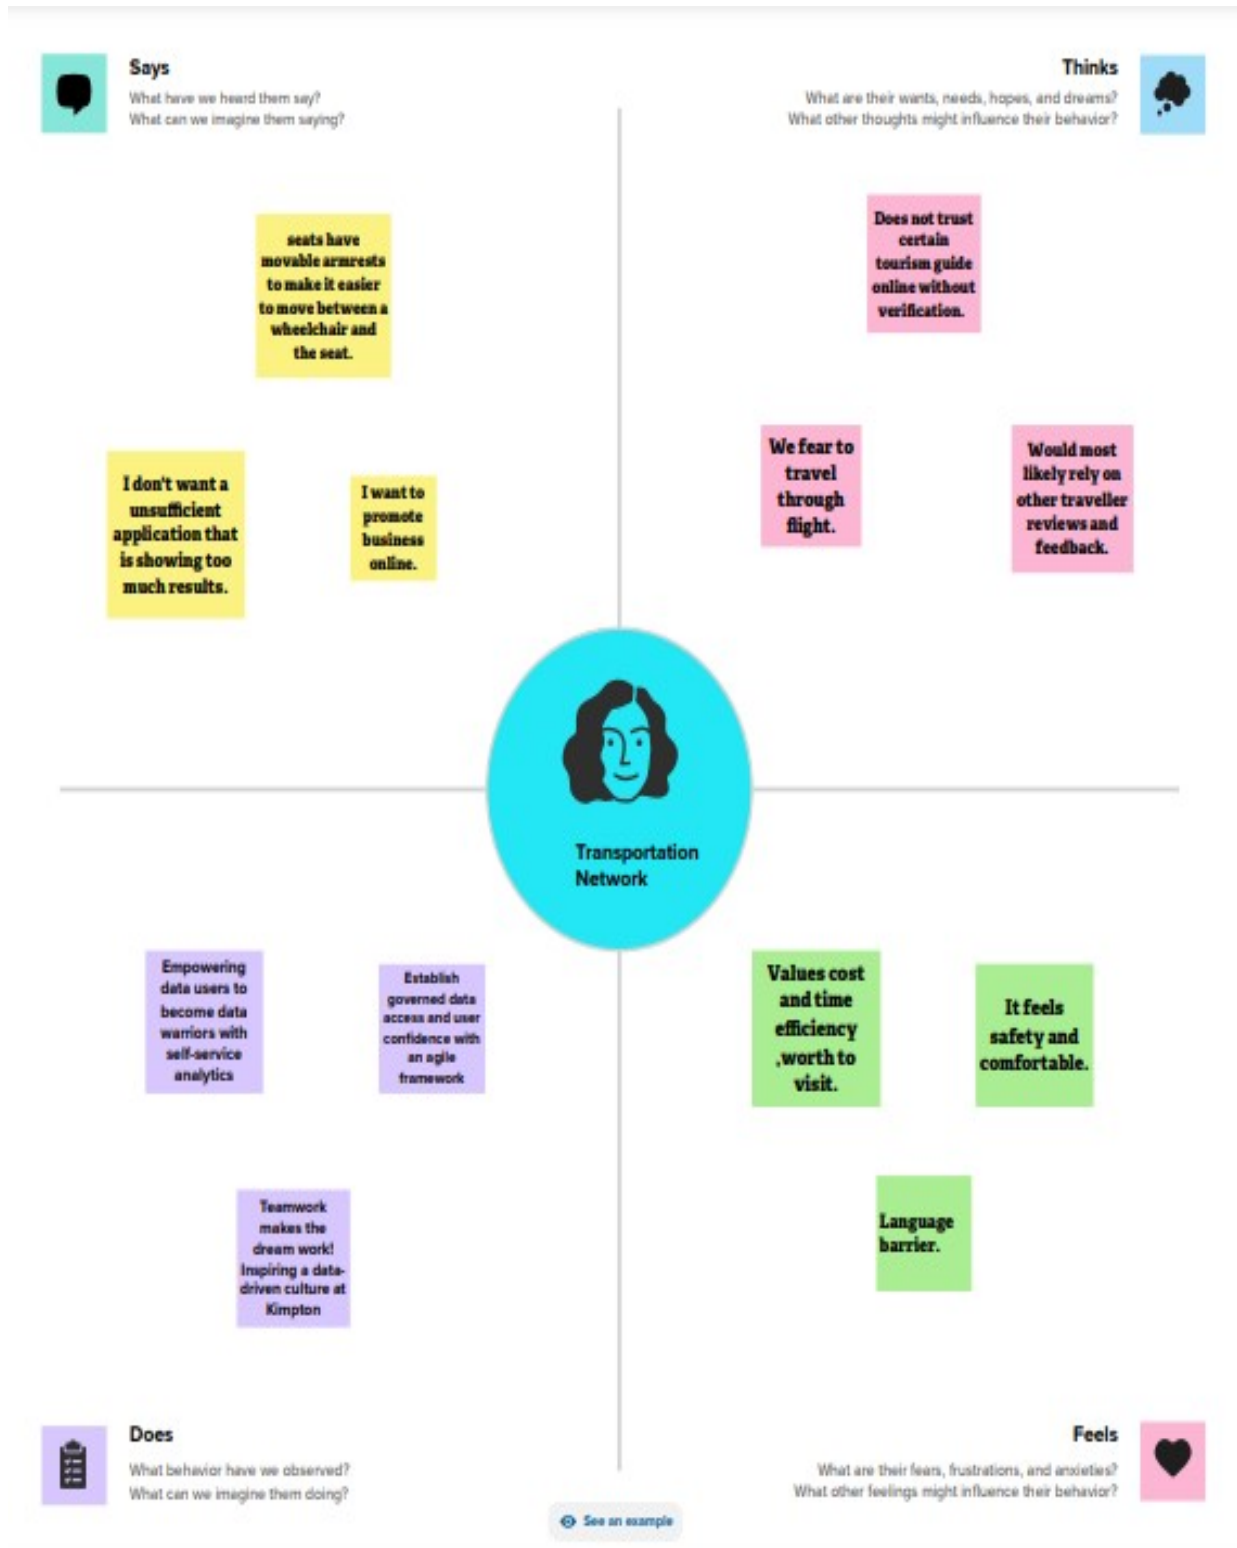 Says
What have we heard them say?
What can we imagine them saying?
Thinks
What are their wants, needs, hopes, and dreams?
What other thoughts might influence their behavior?
seats have
movable armrests
to make it easier
to move between a
wheelchair and
the seat.
I don't want a
unsufficient
application that
is showing too
much results.
I want to
promote
business
online.
Does not trust
certain
tourism guide
online without
verification.
We fear to
travel
through
flight.
Would most
likely rely on
other traveller
reviews and
feedback.
Transportation
Network
Empowering
data users to
become data
warriors with
self-service
analytics
Establish
governed data
access and user
confidence with
an agile
framework
Teamwork
makes the
dream work!
Inspiring a data-
driven culture at
Kimpton
Values cost
and time
efficiency
,worth to
visit.
It feels
safety and
comfortable.
Language
barrier.
Does
What behavior have we observed?
What can we imagine them doing?
Feels
What are their fears, frustrations, and anxieties?
What other feelings might influence their behavior?
See an example